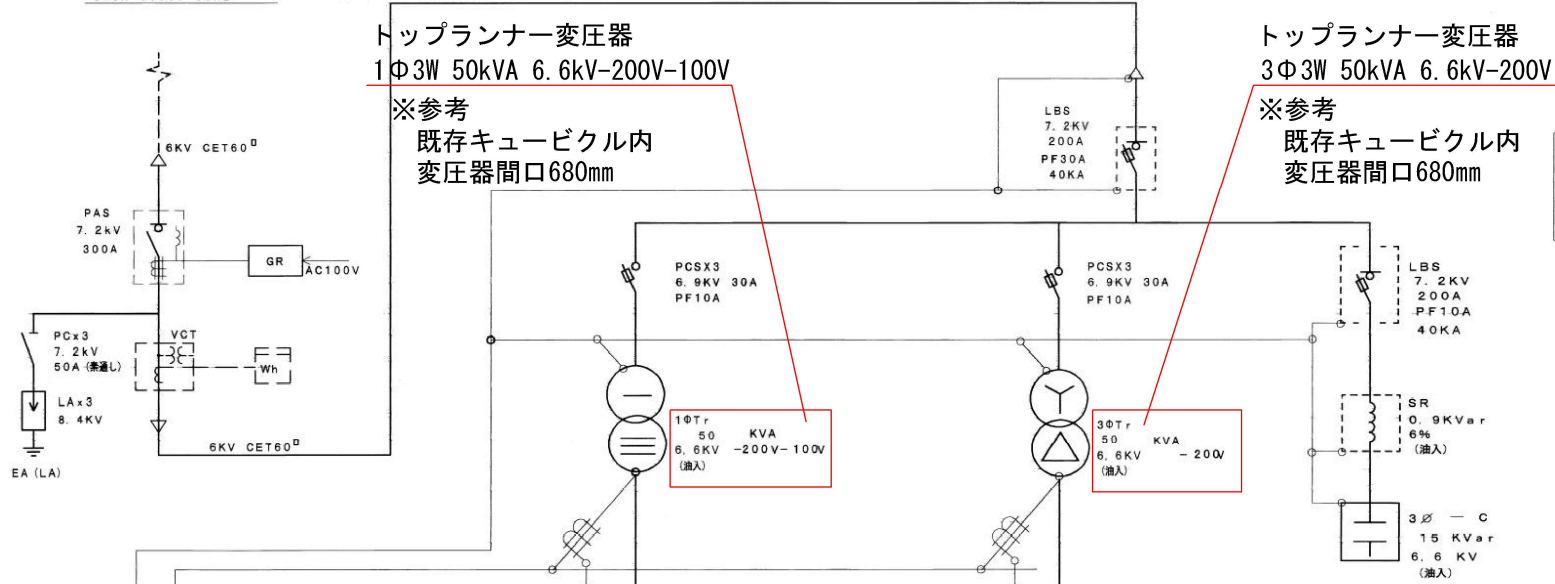 トップランナー変圧器
1Φ3W 50kVA 6.6kV-200V-100V
※参考
既存キュービクル内
変圧器間口680mm
トップランナー変圧器
3Φ3W 50kVA 6.6kV-200V
※参考
既存キュービクル内
変圧器間口680mm
6KV CET60□
PAS
7.2kV
300A
GR
AC100V
PCx3
7.2kV
50A (素通し)
VCT
Wh
LAx3
8.4KV
EA (LA)
6KV CET60□
LBS
7.2KV
200A
PF30A
40KA
PCSX3
6.9KV 30A
PF10A
PCSX3
6.9KV 30A
PF10A
LBS
7.2KV
200A
PF10A
40KA
1ΦTr
50 KVA
6,6KV -200V-100V
(油入)
3ΦTr
50 KVA
6,6KV -200V
(油入)
SR
0.9KVar
6%
(油入)
3∅ — C
15 KVar
6.6 KV
(油入)